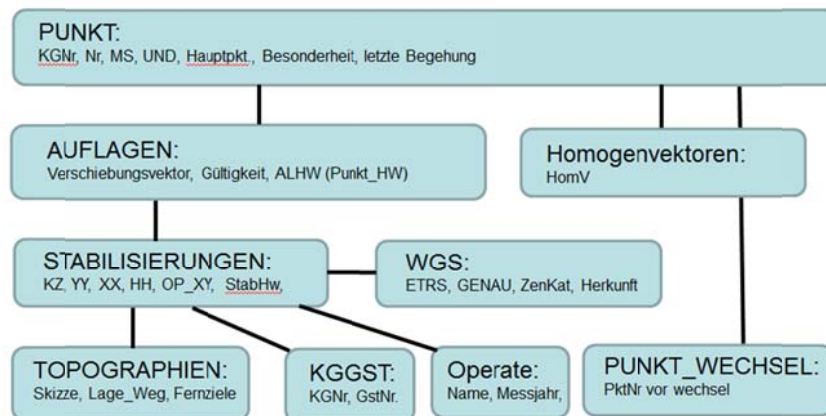 PUNKT:
KGNr, Nr, MS, UND, Hauptpkt., Besonderheit, letzte Begehung
AUFLAGEN:
Verschiebungsvektor, Gültigkeit, ALHW (Punkt_HW)
Homogenvektoren:
HomV
STABILISIERUNGEN:
KZ, YY, XX, HH, OP_XY, StabHw,
WGS:
ETRS, GENAU, ZenKat, Herkunft
TOPOGRAPHIEN:
Skizze, Lage_Weg, Fernziele
KGGST:
KGNr, GstNr.
Operate:
Name, Messjahr,
PUNKT_WECHSEL:
PktNr vor wechsel